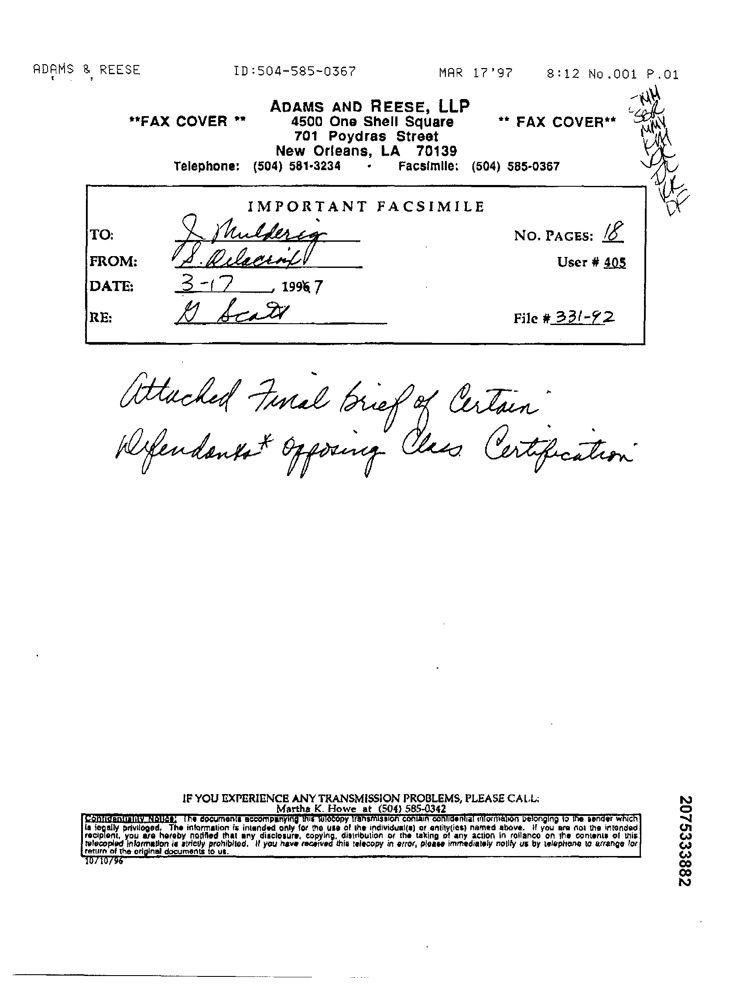 ADAMS & REESE ID:504-585-0367 MAR 17'97 8:12 No.001 P.01
ADAMS AND REESE, LLP
**FAX COVER ** 4500 One Shell Square ** FAX COVER**
701 Poydras Street
New Orleans, LA 70139
Telephone: (504) 581-3234 · Facsimile: (504) 585-0367
IMPORTANT FACSIMILE
TO: J Mulderig NO. PAGES: 18
FROM: S. Delacroix User # 405
DATE: 3-17, 1996 7
RE: G Scott File # 331-92
Attached Final Brief of Certain
Defendants* Opposing Class Certification
IF YOU EXPERIENCE ANY TRANSMISSION PROBLEMS, PLEASE CALL:
Martha K. Howe at (504) 585-0342
Confidentiality Notice: The documents accompanying this telecopy transmission contain confidential information belonging to the sender which
is legally privileged. The information is intended only for the use of the individual(s) or entity(ies) named above. If you are not the intended
recipient, you are hereby notified that any disclosure, copying, distribution or the taking of any action in reliance on the contents of this
telecopied information is strictly prohibited. If you have received this telecopy in error, please immediately notify us by telephone to arrange for
return of the original documents to us.
10/10/96
2075333882